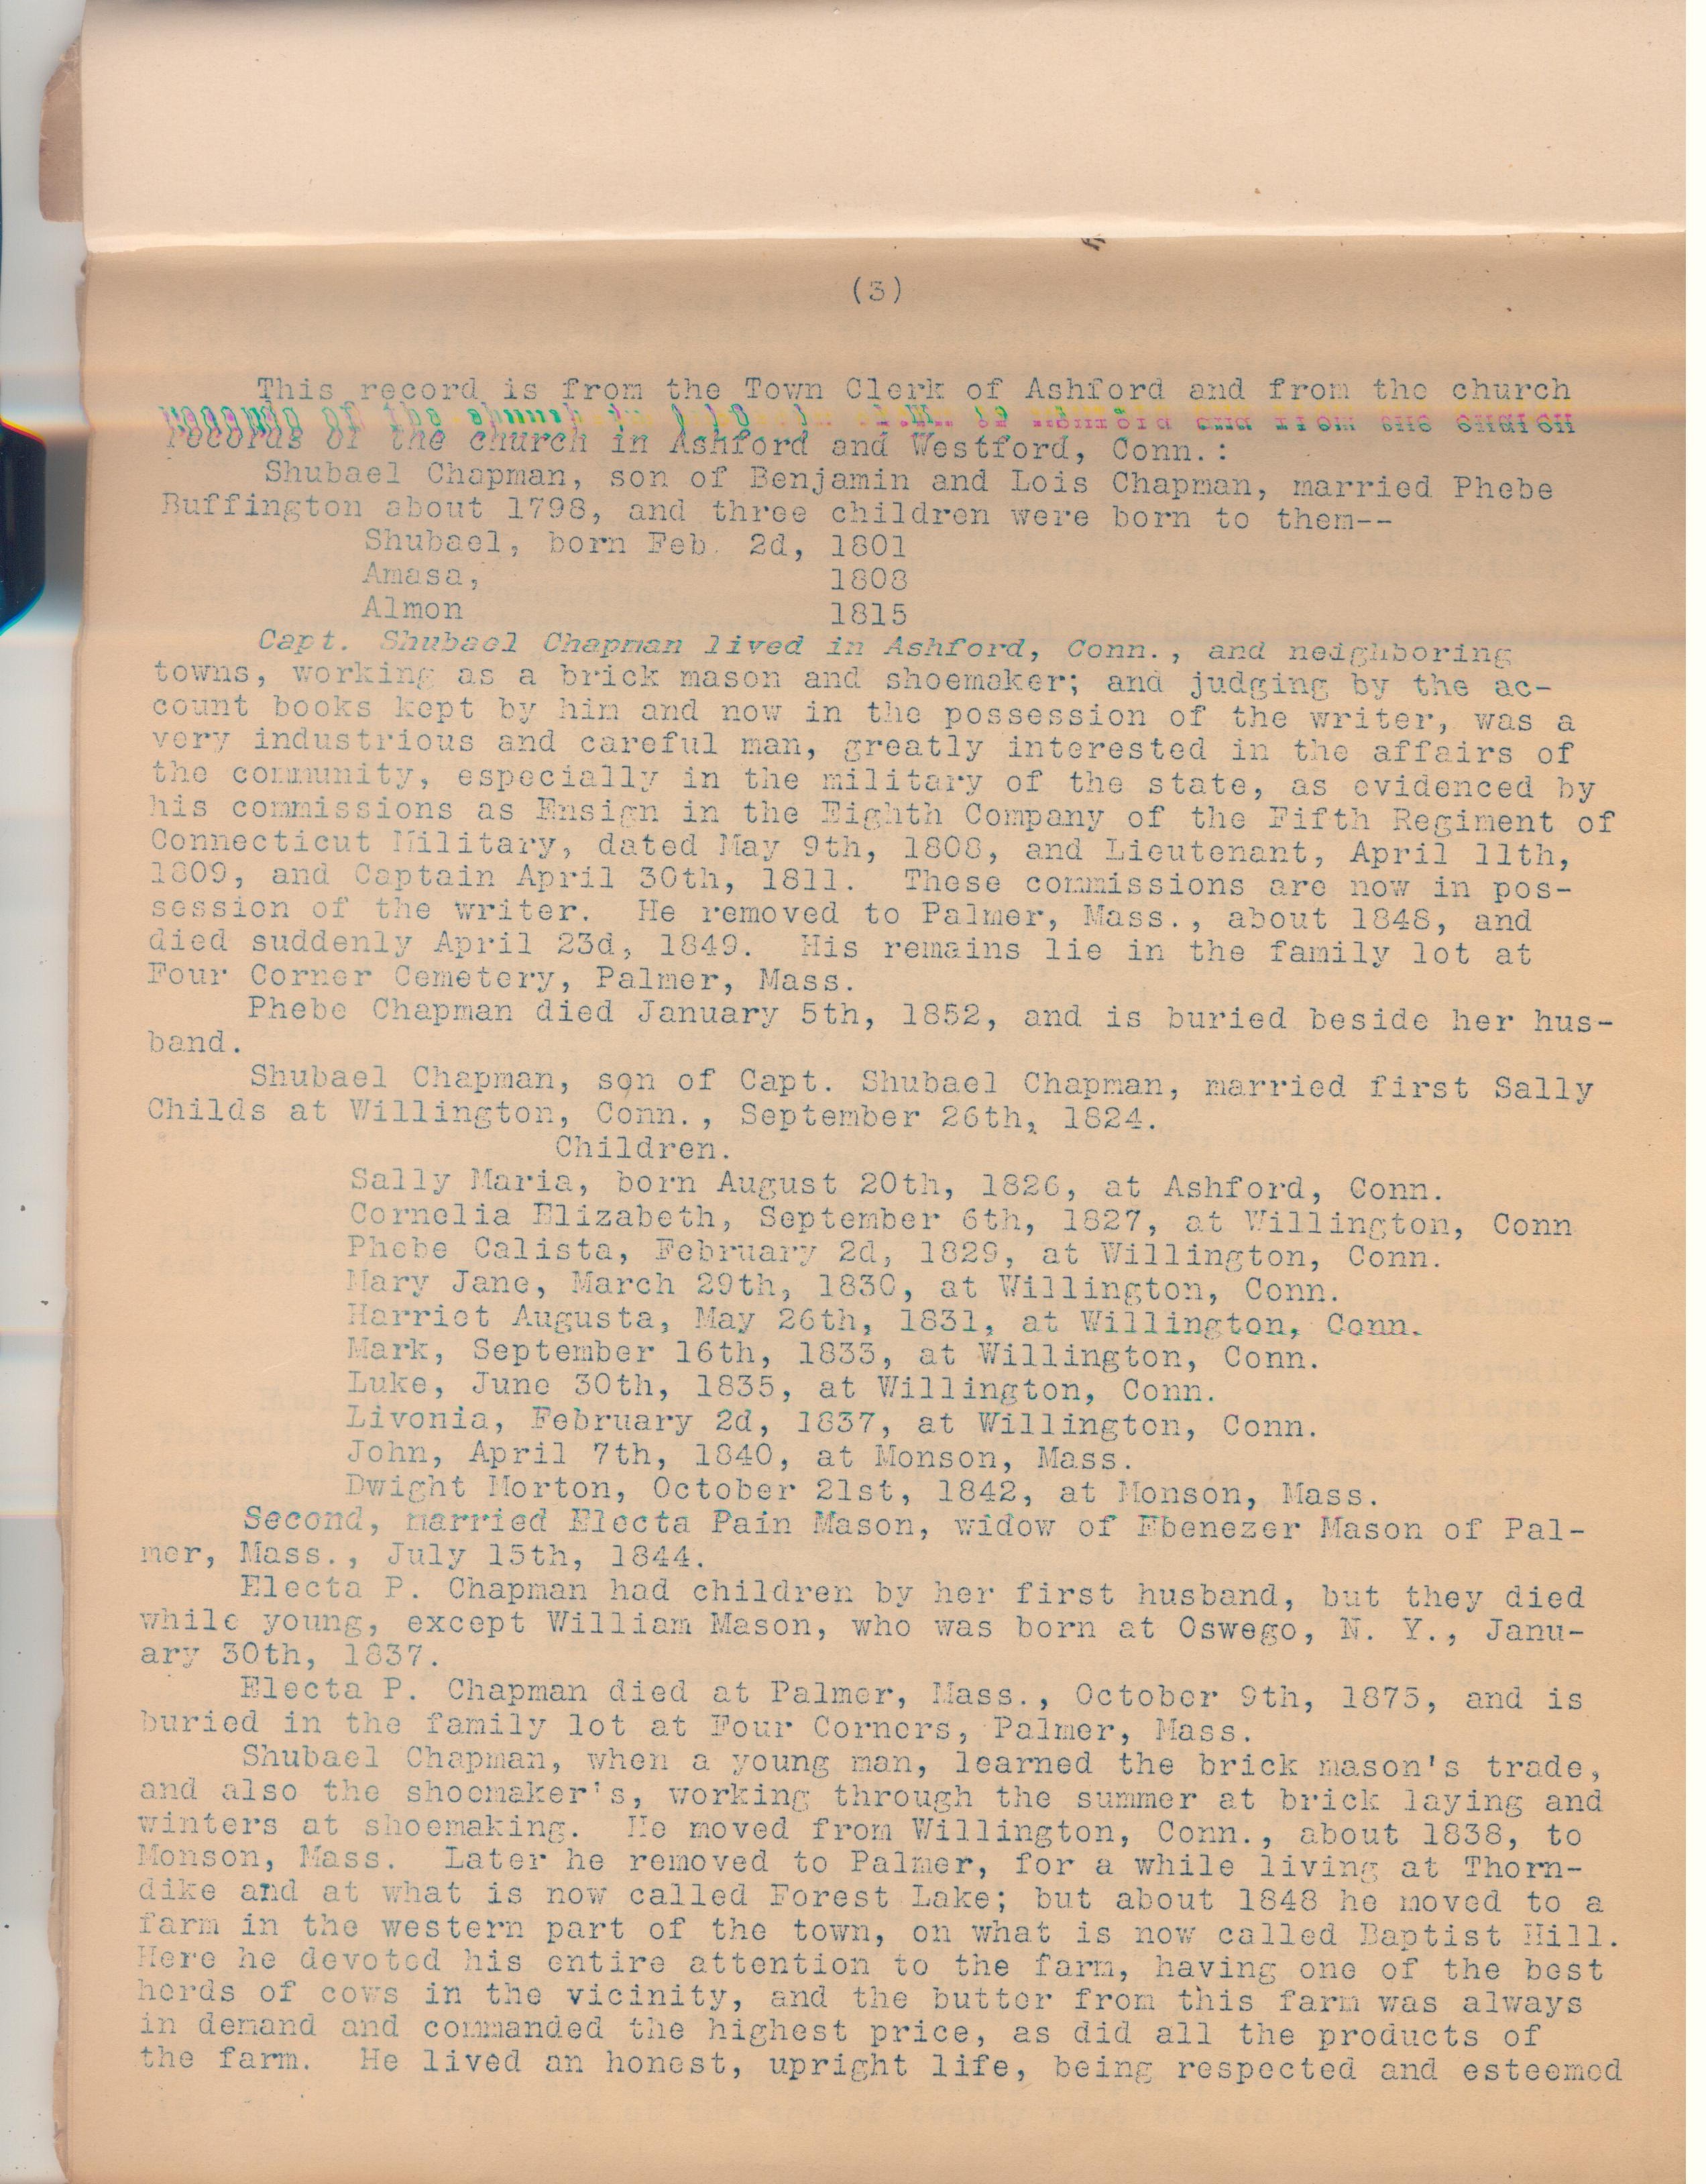 (3)
This record is from the Town Clerk of Ashford and from the church
records of the church in Ashford and Westford, Conn.:
Shubael Chapman, son of Benjamin and Lois Chapman, married Phebe
Buffington about 1798, and three children were born to them--
Shubael, born Feb. 2d, 1801
Amasa, 1808
Almon 1815
Capt. Shubael Chapman lived in Ashford, Conn., and neighboring
towns, working as a brick mason and shoemaker; and judging by the ac-
count books kept by him and now in the possession of the writer, was a
very industrious and careful man, greatly interested in the affairs of
the community, especially in the military of the state, as evidenced by
his commissions as Ensign in the Eighth Company of the Fifth Regiment of
Connecticut Military, dated May 9th, 1808, and Lieutenant, April 11th,
1809, and Captain April 30th, 1811. These commissions are now in pos-
session of the writer. He removed to Palmer, Mass., about 1848, and
died suddenly April 23d, 1849. His remains lie in the family lot at
Four Corner Cemetery, Palmer, Mass.
Phebe Chapman died January 5th, 1852, and is buried beside her hus-
band.
Shubael Chapman, son of Capt. Shubael Chapman, married first Sally
Childs at Willington, Conn., September 26th, 1824.
Children.
Sally Maria, born August 20th, 1826, at Ashford, Conn.
Cornelia Elizabeth, September 6th, 1827, at Willington, Conn
Phebe Calista, February 2d, 1829, at Willington, Conn.
Mary Jane, March 29th, 1830, at Willington, Conn.
Harriet Augusta, May 26th, 1831, at Willington, Conn.
Mark, September 16th, 1833, at Willington, Conn.
Luke, June 30th, 1835, at Willington, Conn.
Livonia, February 2d, 1837, at Willington, Conn.
John, April 7th, 1840, at Monson, Mass.
Dwight Morton, October 21st, 1842, at Monson, Mass.
Second, married Electa Pain Mason, widow of Ebenezer Mason of Pal-
mer, Mass., July 15th, 1844.
Electa P. Chapman had children by her first husband, but they died
while young, except William Mason, who was born at Oswego, N. Y., Janu-
ary 30th, 1837.
Electa P. Chapman died at Palmer, Mass., October 9th, 1875, and is
buried in the family lot at Four Corners, Palmer, Mass.
Shubael Chapman, when a young man, learned the brick mason's trade,
and also the shoemaker's, working through the summer at brick laying and
winters at shoemaking. He moved from Willington, Conn., about 1838, to
Monson, Mass. Later he removed to Palmer, for a while living at Thorn-
dike and at what is now called Forest Lake; but about 1848 he moved to a
farm in the western part of the town, on what is now called Baptist Hill.
Here he devoted his entire attention to the farm, having one of the best
herds of cows in the vicinity, and the butter from this farm was always
in demand and commanded the highest price, as did all the products of
the farm. He lived an honest, upright life, being respected and esteemed